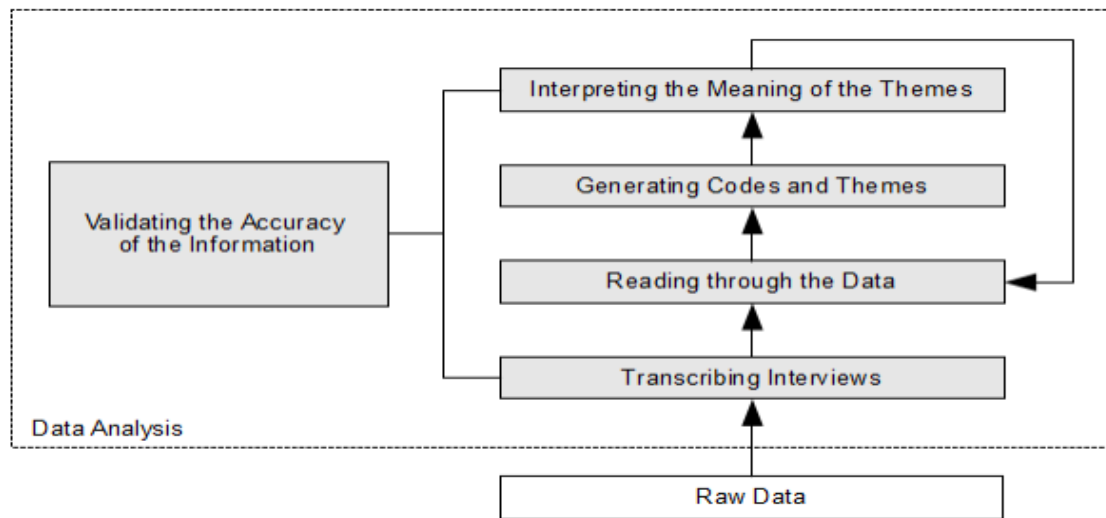 Interpreting the Meaning of the Themes
Generating Codes and Themes
Validating the Accuracy
of the Information
Reading through the Data
Transcribing Interviews
Data Analysis
Raw Data